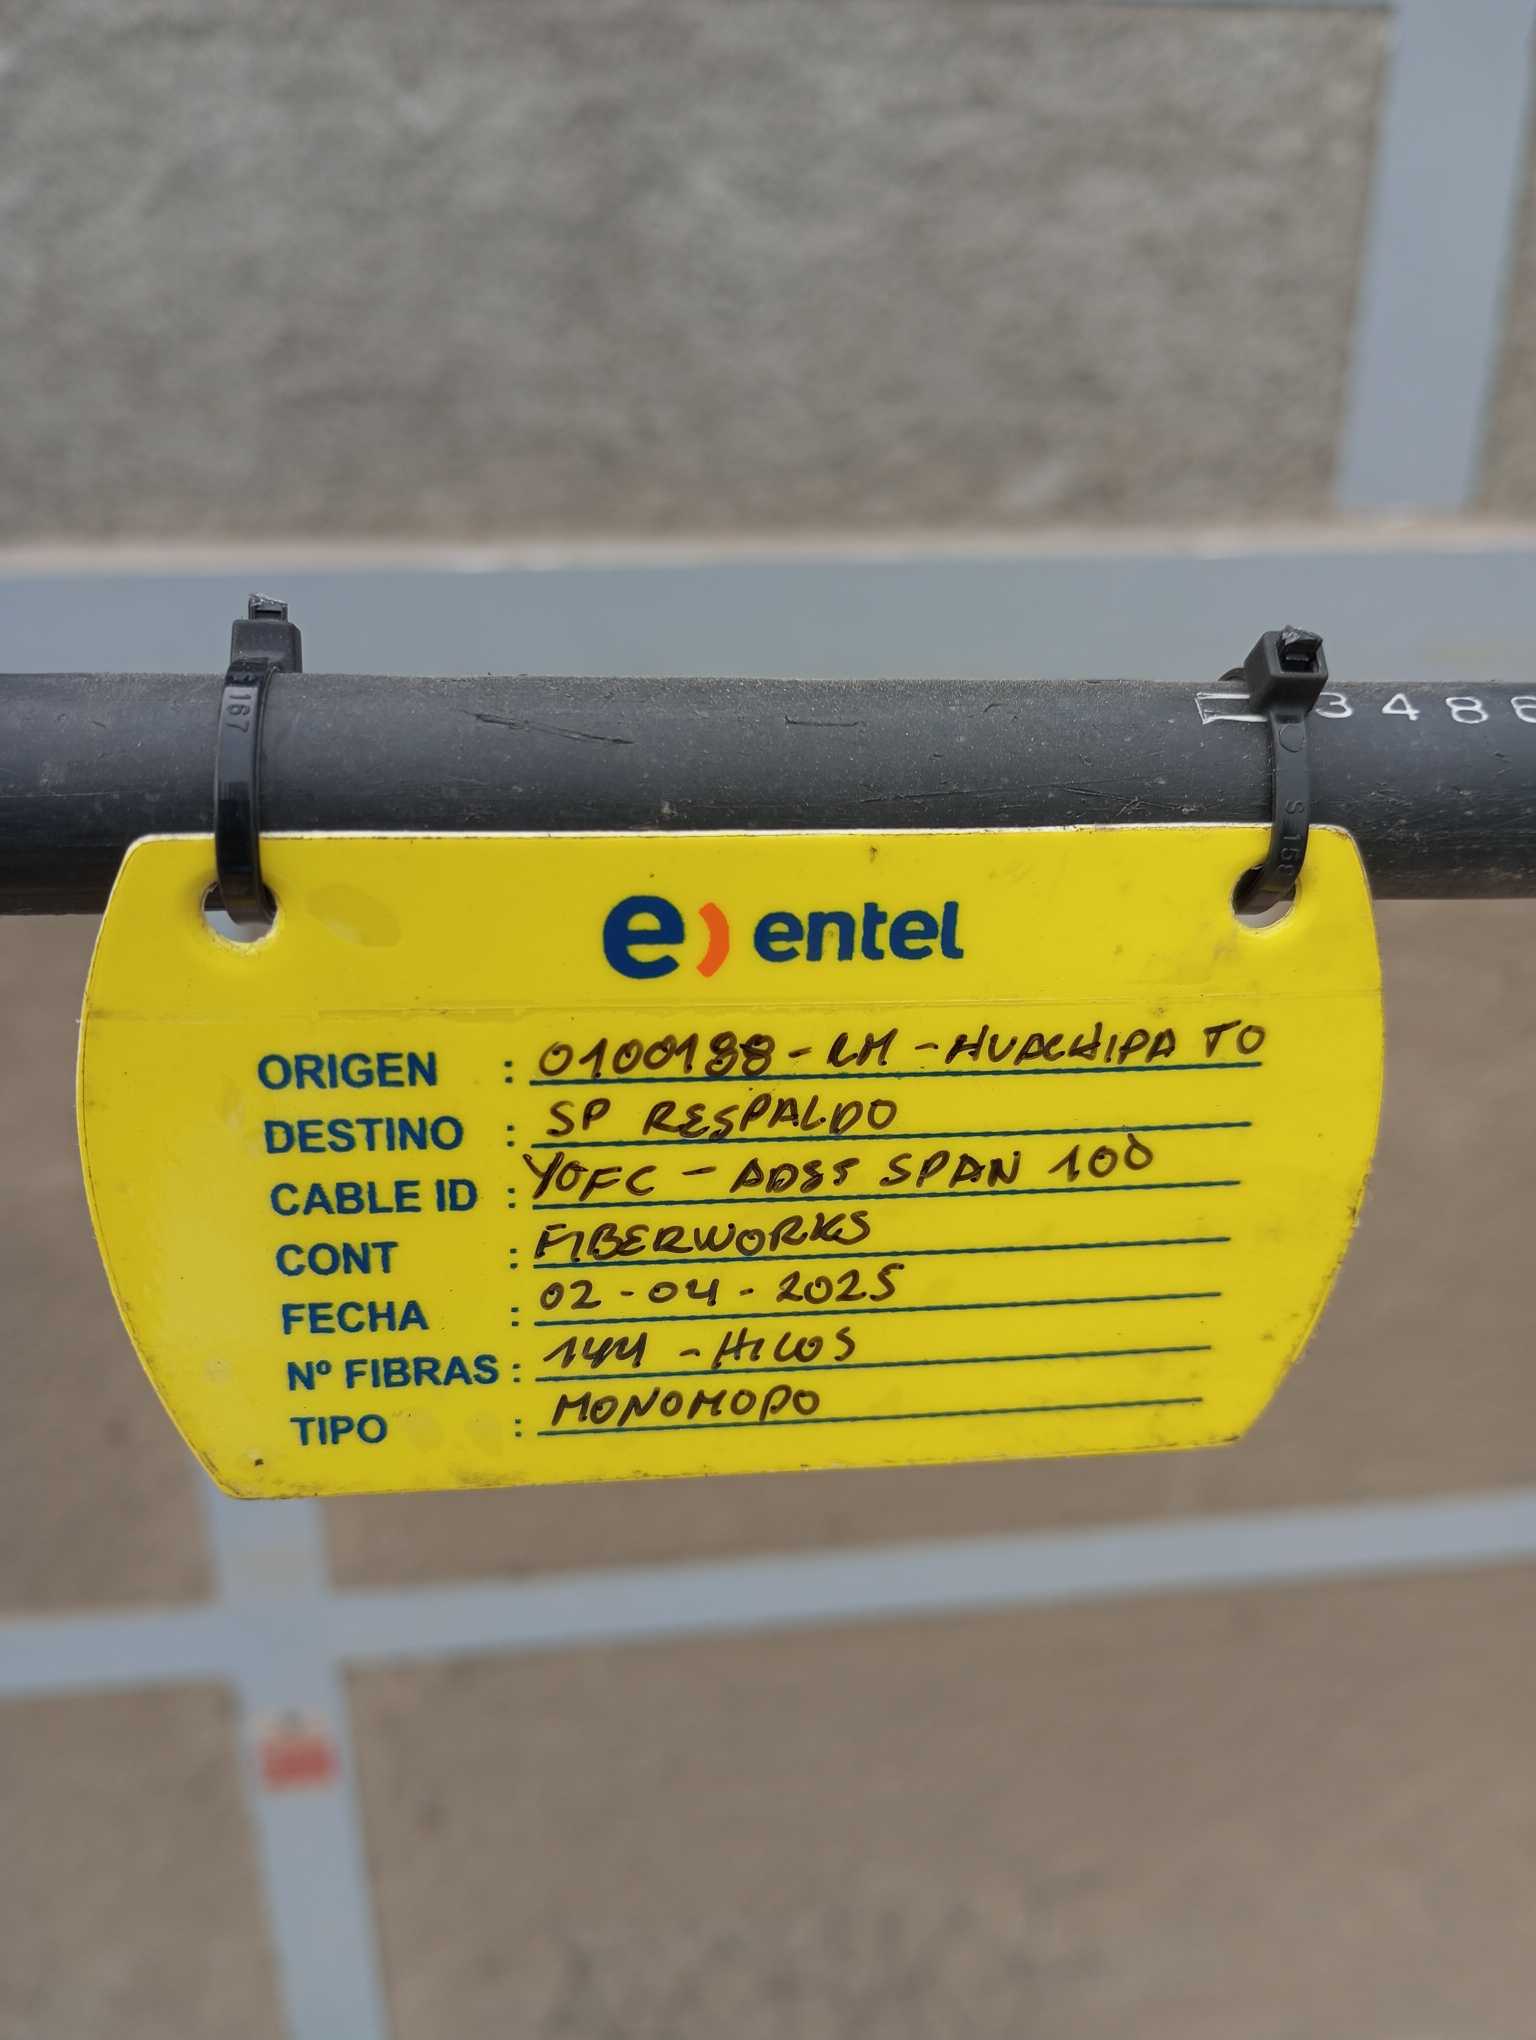 3486
e) entel
ORIGEN : 0100188-LM-HUACHIPA TO
DESTINO : SP RESPALDO
CABLE ID : YOFC - ADSS SPAN 100
CONT : FIBERWORKS
FECHA : 02-04-2025
Nº FIBRAS : 144 - HILOS
TIPO : MONOMODO